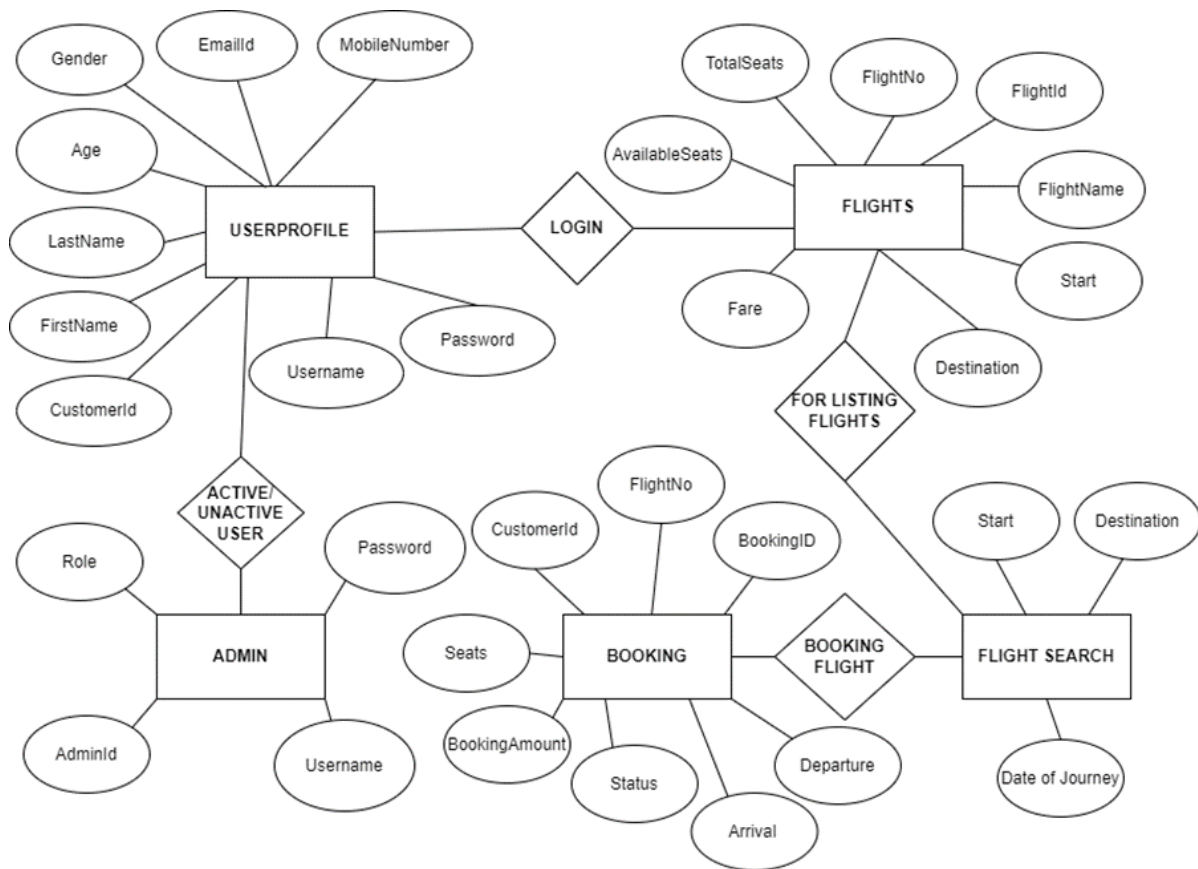 Gender
EmailId
MobileNumber
Age
LastName
FirstName
CustomerId
Username
Password
USERPROFILE
LOGIN
TotalSeats
FlightNo
FlightId
AvailableSeats
FlightName
FLIGHTS
Start
Fare
Destination
FOR LISTING
FLIGHTS
ACTIVE/
UNACTIVE
USER
Role
Password
ADMIN
AdminId
Username
CustomerId
FlightNo
BookingID
Seats
BOOKING
BookingAmount
Status
Arrival
Departure
BOOKING
FLIGHT
Start
Destination
FLIGHT SEARCH
Date of Journey